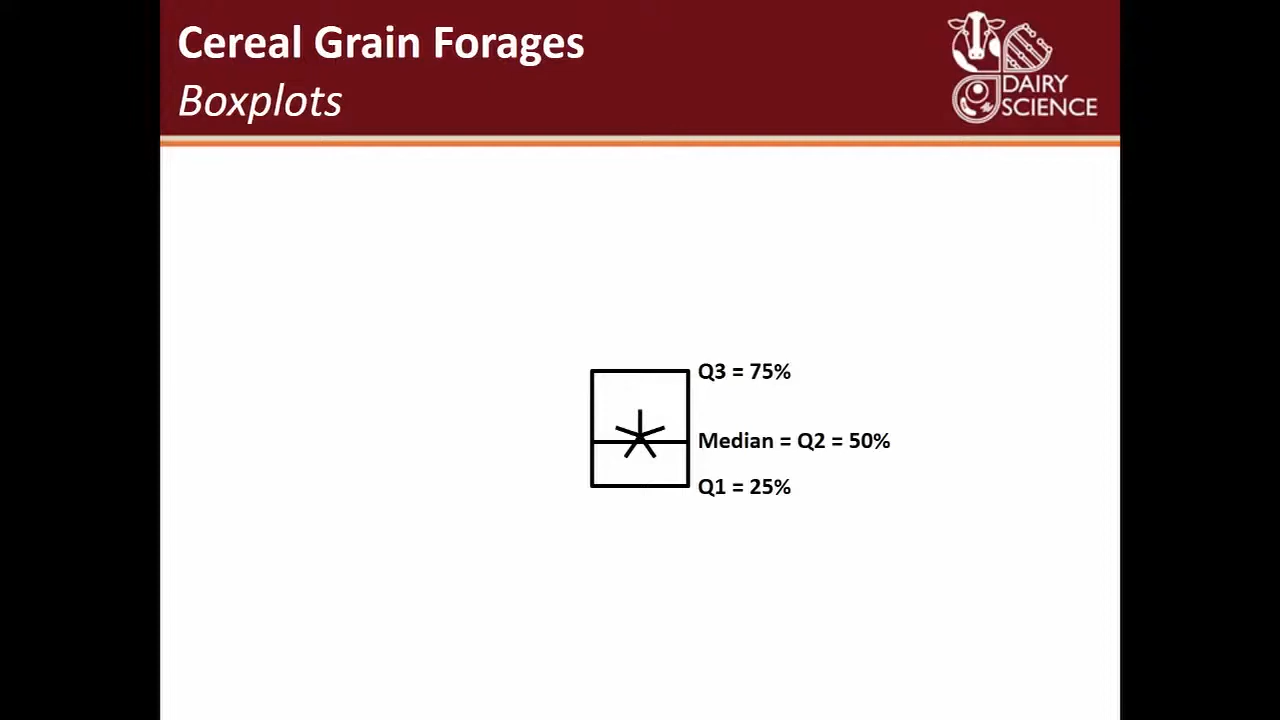 Cereal Grain Forages
Boxplots
DAIRY
SCIENCE
Q3 = 75%
Median = Q2 = 50%
Q1 = 25%